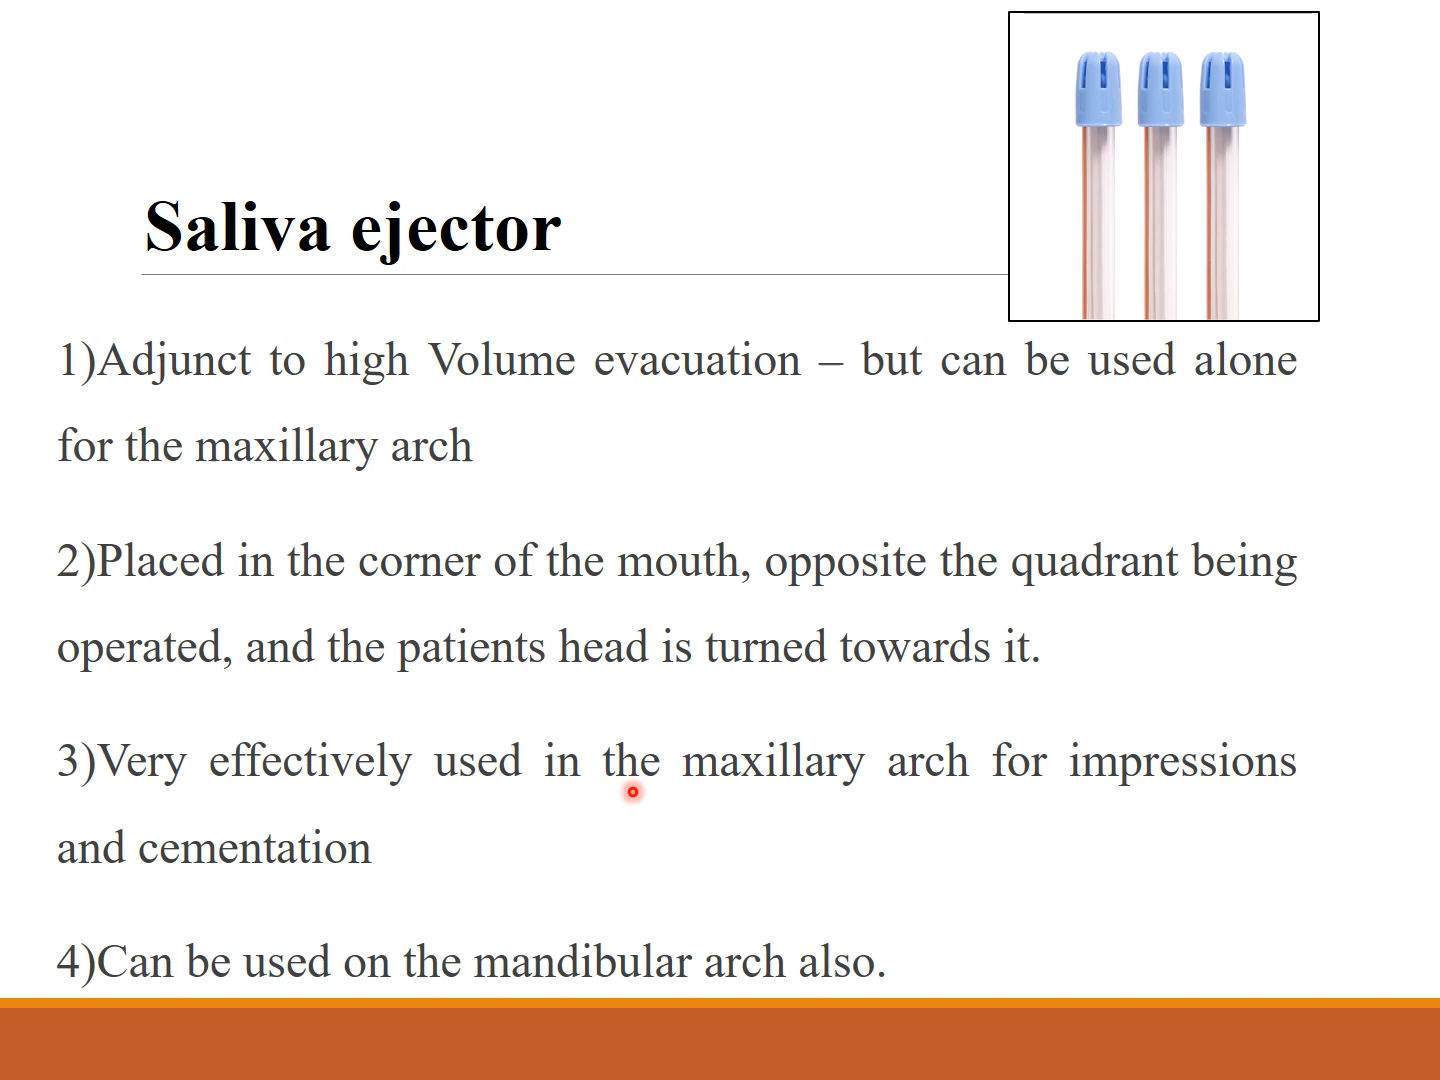 Saliva ejector
1)Adjunct to high Volume evacuation – but can be used alone
for the maxillary arch
2)Placed in the corner of the mouth, opposite the quadrant being
operated, and the patients head is turned towards it.
3)Very effectively used in the maxillary arch for impressions
and cementation
4)Can be used on the mandibular arch also.